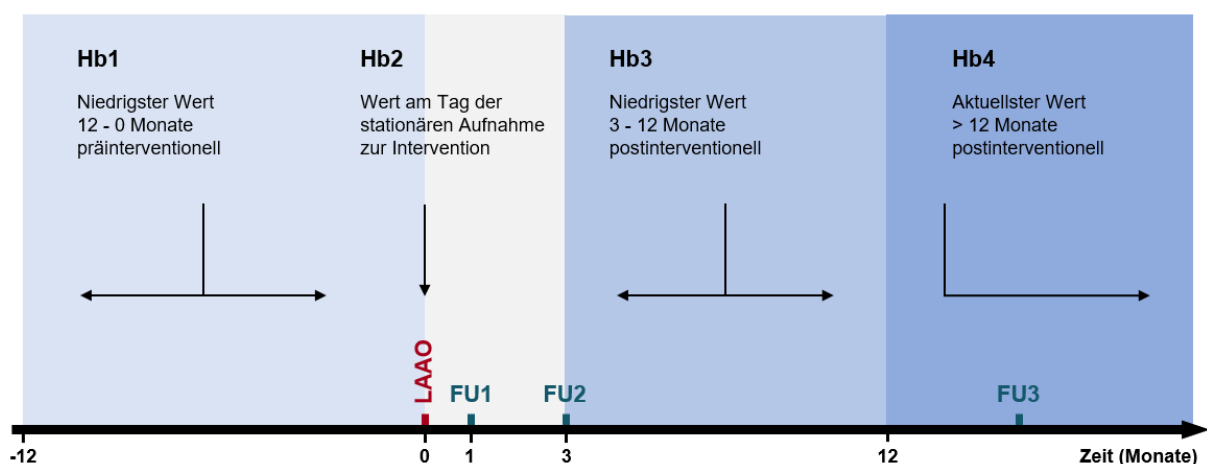 Hb1
Niedrigster Wert
12 - 0 Monate
präinterventionell
Hb2
Wert am Tag der
stationären Aufnahme
zur Intervention
Hb3
Niedrigster Wert
3 - 12 Monate
postinterventionell
Hb4
Aktuellster Wert
> 12 Monate
postinterventionell
LAAO
FU1
FU2
FU3
-12
0
1
3
12
Zeit (Monate)